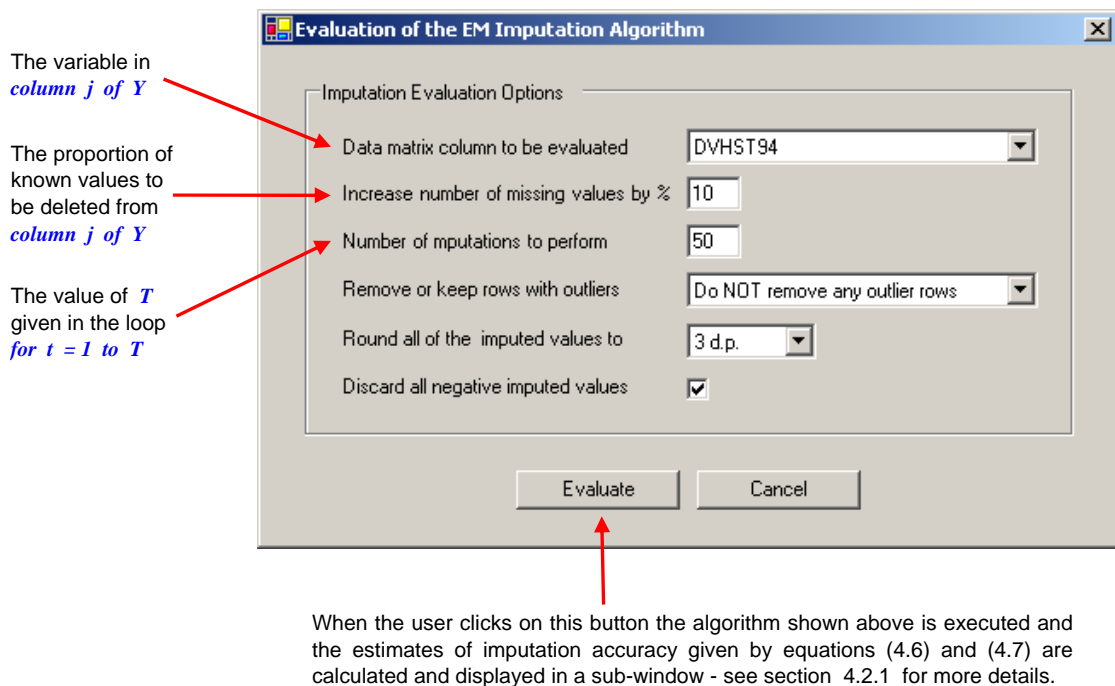 Evaluation of the EM Imputation Algorithm
The variable in
column j of Y
The proportion of
known values to
be deleted from
column j of Y
The value of T
given in the loop
for t = 1 to T
Imputation Evaluation Options
Data matrix column to be evaluated DVHST94
Increase number of missing values by % 10
Number of mputations to perform 50
Remove or keep rows with outliers Do NOT remove any outlier rows
Round all of the imputed values to 3 d.p.
Discard all negative imputed values
Evaluate Cancel
When the user clicks on this button the algorithm shown above is executed and
the estimates of imputation accuracy given by equations (4.6) and (4.7) are
calculated and displayed in a sub-window - see section 4.2.1 for more details.